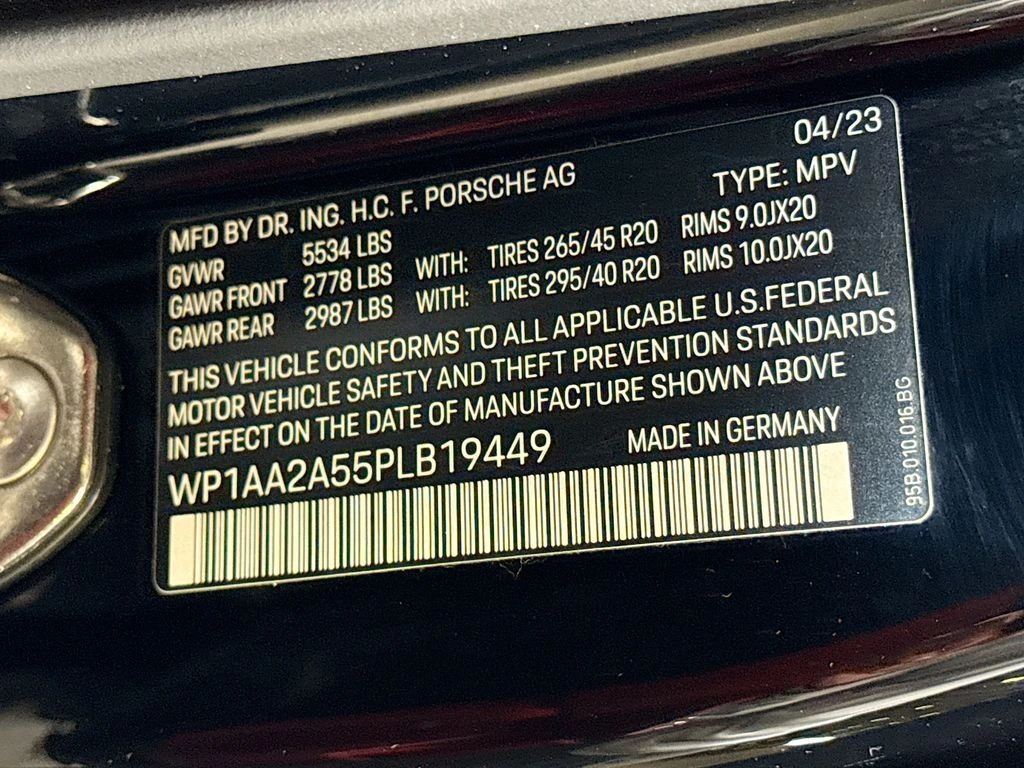 04/23
MFD BY DR. ING. H.C. F. PORSCHE AG TYPE: MPV
GVWR 5534 LBS
GAWR FRONT 2778 LBS WITH: TIRES 265/45 R20 RIMS 9.0JX20
GAWR REAR 2987 LBS WITH: TIRES 295/40 R20 RIMS 10.0JX20
THIS VEHICLE CONFORMS TO ALL APPLICABLE U.S.FEDERAL
MOTOR VEHICLE SAFETY AND THEFT PREVENTION STANDARDS
IN EFFECT ON THE DATE OF MANUFACTURE SHOWN ABOVE
WP1AA2A55PLB19449 MADE IN GERMANY
95B.010.016.BG